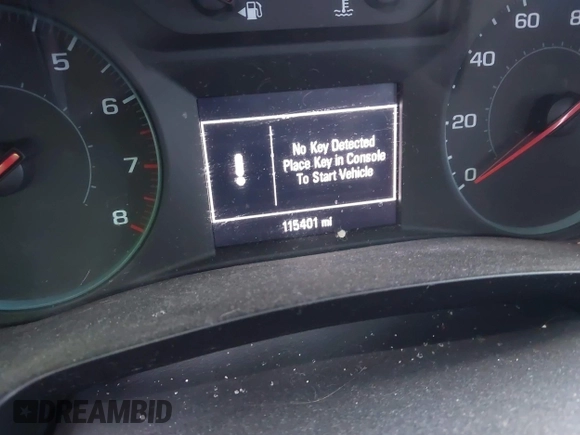 5
6
7
8
No Key Detected
Place Key in Console
To Start Vehicle
115401 mi
0
20
40
60
DREAMBID